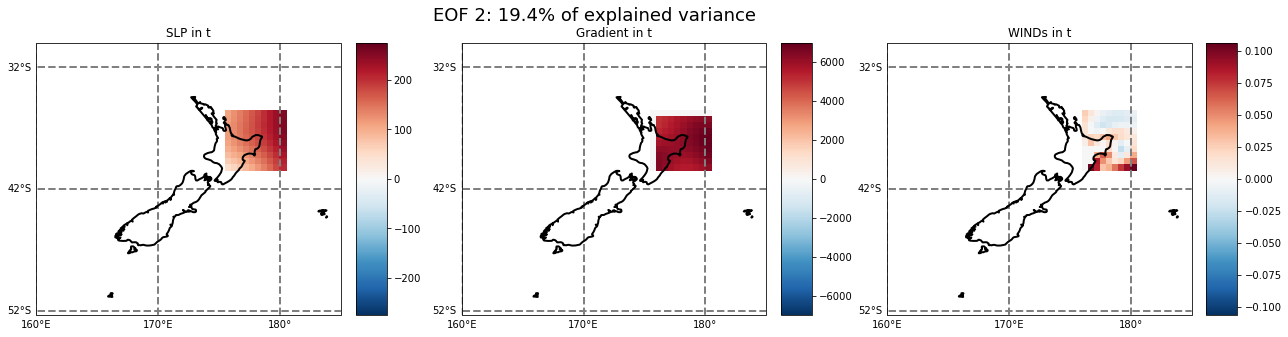 EOF 2: 19.4% of explained variance
SLP in t
32°S
42°S
52°S
160°E
170°E
180°
200
100
0
−100
−200
Gradient in t
32°S
42°S
52°S
160°E
170°E
180°
6000
4000
2000
0
−2000
−4000
−6000
WINDs in t
32°S
42°S
52°S
160°E
170°E
180°
0.100
0.075
0.050
0.025
0.000
−0.025
−0.050
−0.075
−0.100